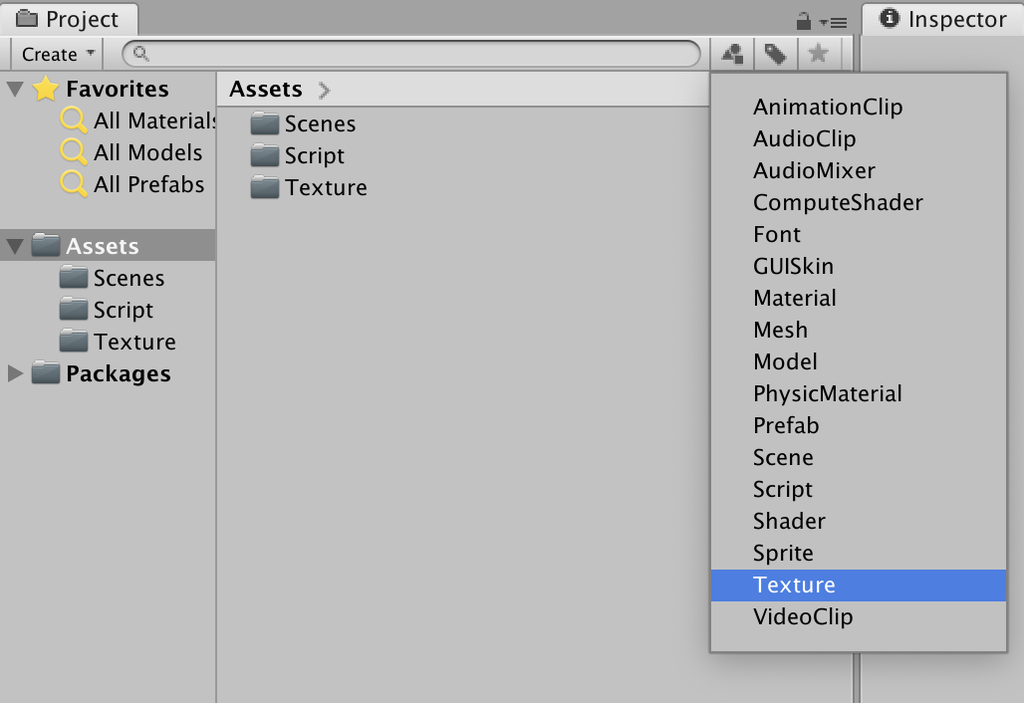 Project
Inspector
Create
Favorites
All Materials
All Models
All Prefabs
Assets
Scenes
Script
Texture
Packages
Assets
Scenes
Script
Texture
AnimationClip
AudioClip
AudioMixer
ComputeShader
Font
GUISkin
Material
Mesh
Model
PhysicMaterial
Prefab
Scene
Script
Shader
Sprite
Texture
VideoClip